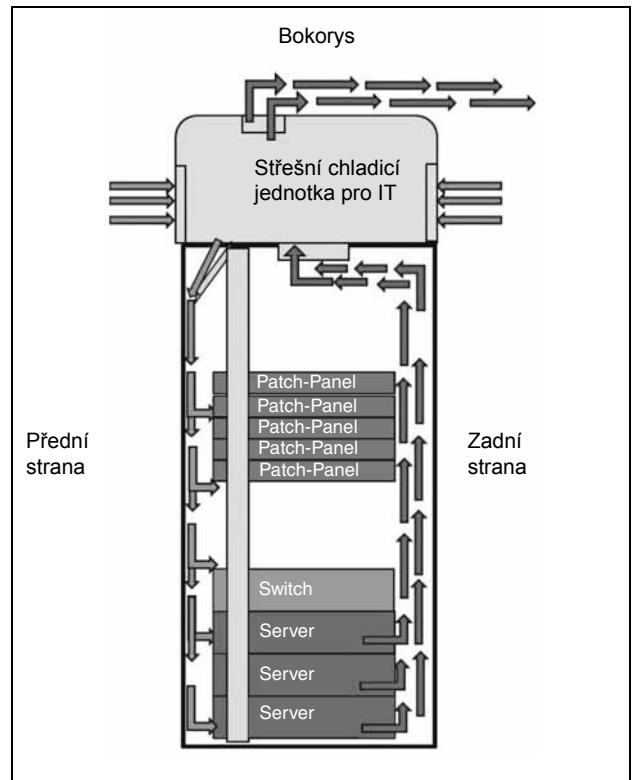 Bokorys
Střešní chladicí
jednotka pro IT
Patch-Panel
Patch-Panel
Patch-Panel
Patch-Panel
Patch-Panel
Přední
strana
Zadní
strana
Switch
Server
Server
Server